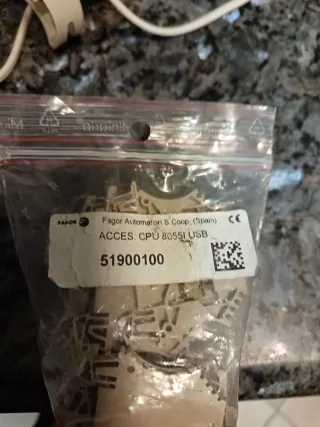 FAGOR
Fagor Automation S.Coop. (Spain)
CE
ACCES. CPU 8055I USB
51900100